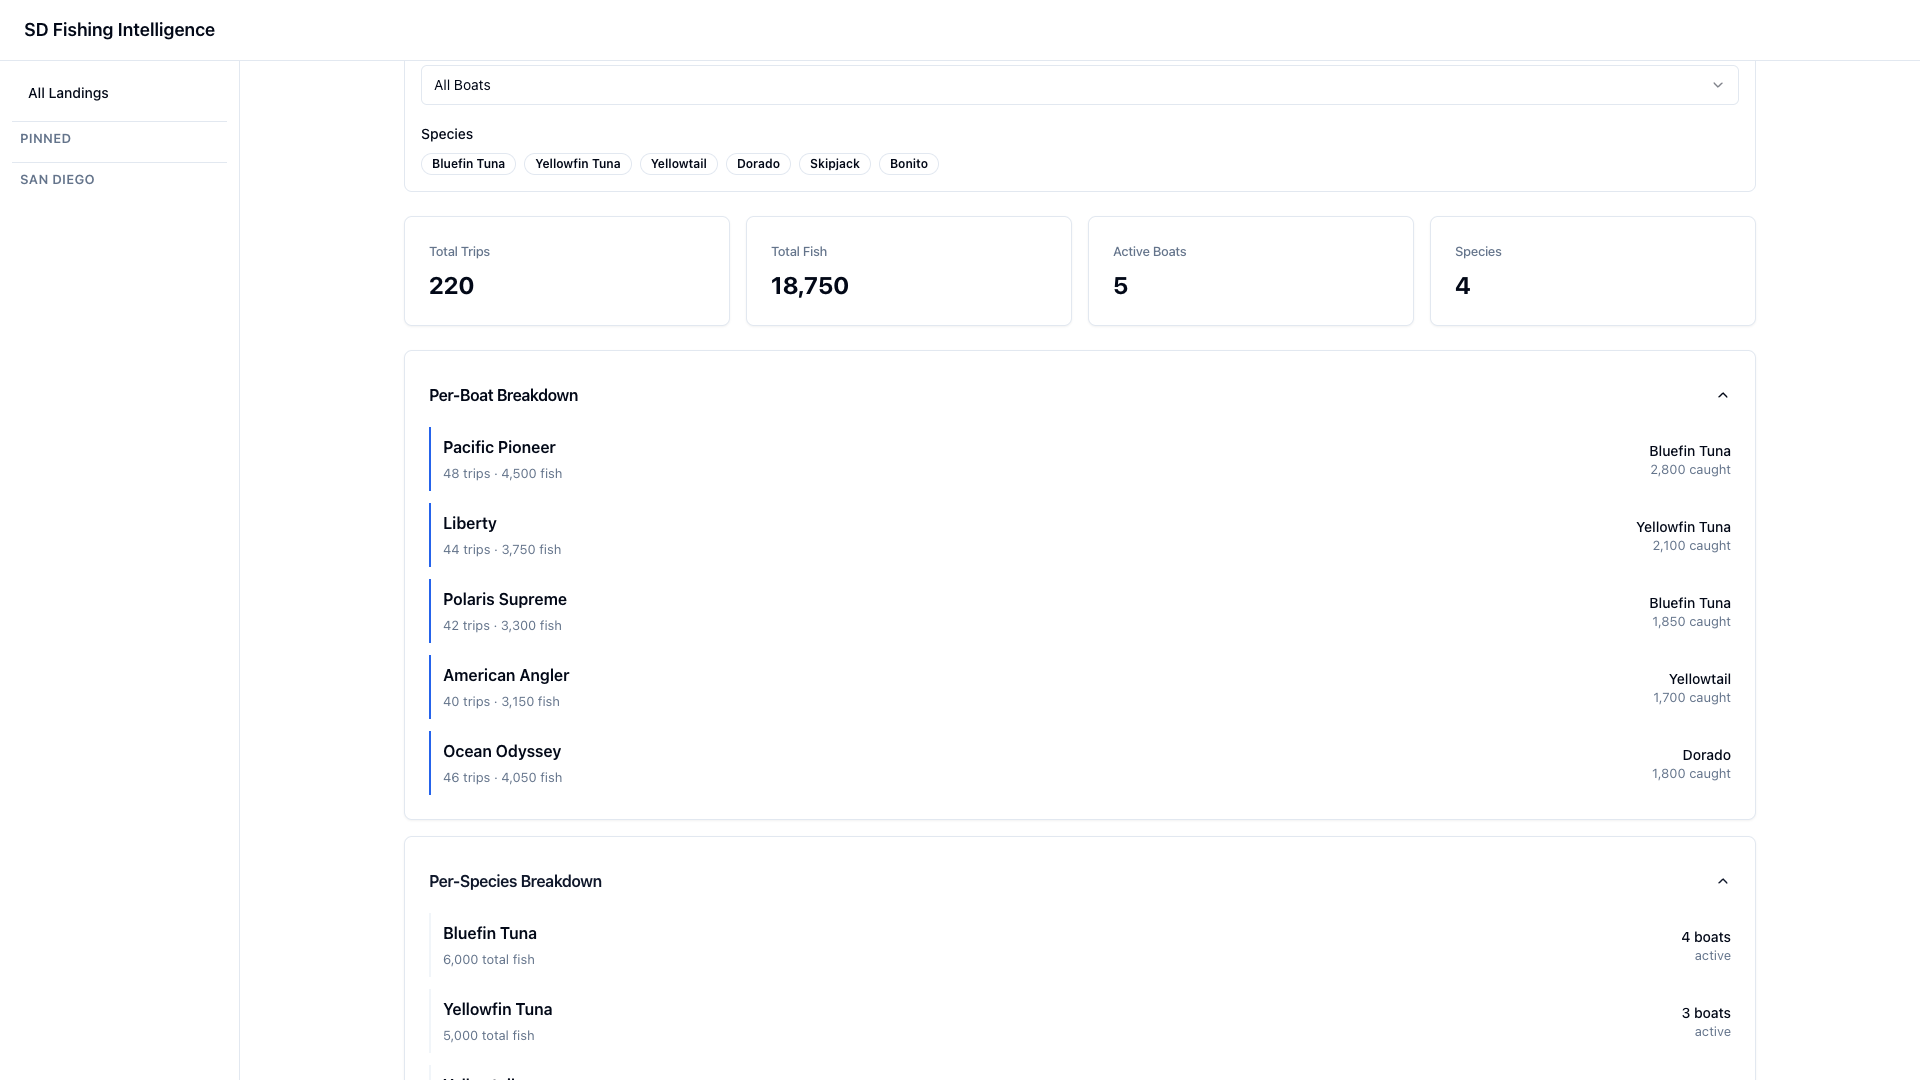 SD Fishing Intelligence
All Landings
PINNED
SAN DIEGO
All Boats
Species
Bluefin Tuna Yellowfin Tuna Yellowtail Dorado Skipjack Bonito
Total Trips
220
Total Fish
18,750
Active Boats
5
Species
4
Per-Boat Breakdown
Pacific Pioneer
48 trips · 4,500 fish
Bluefin Tuna
2,800 caught
Liberty
44 trips · 3,750 fish
Yellowfin Tuna
2,100 caught
Polaris Supreme
42 trips · 3,300 fish
Bluefin Tuna
1,850 caught
American Angler
40 trips · 3,150 fish
Yellowtail
1,700 caught
Ocean Odyssey
46 trips · 4,050 fish
Dorado
1,800 caught
Per-Species Breakdown
Bluefin Tuna
6,000 total fish
4 boats
active
Yellowfin Tuna
5,000 total fish
3 boats
active